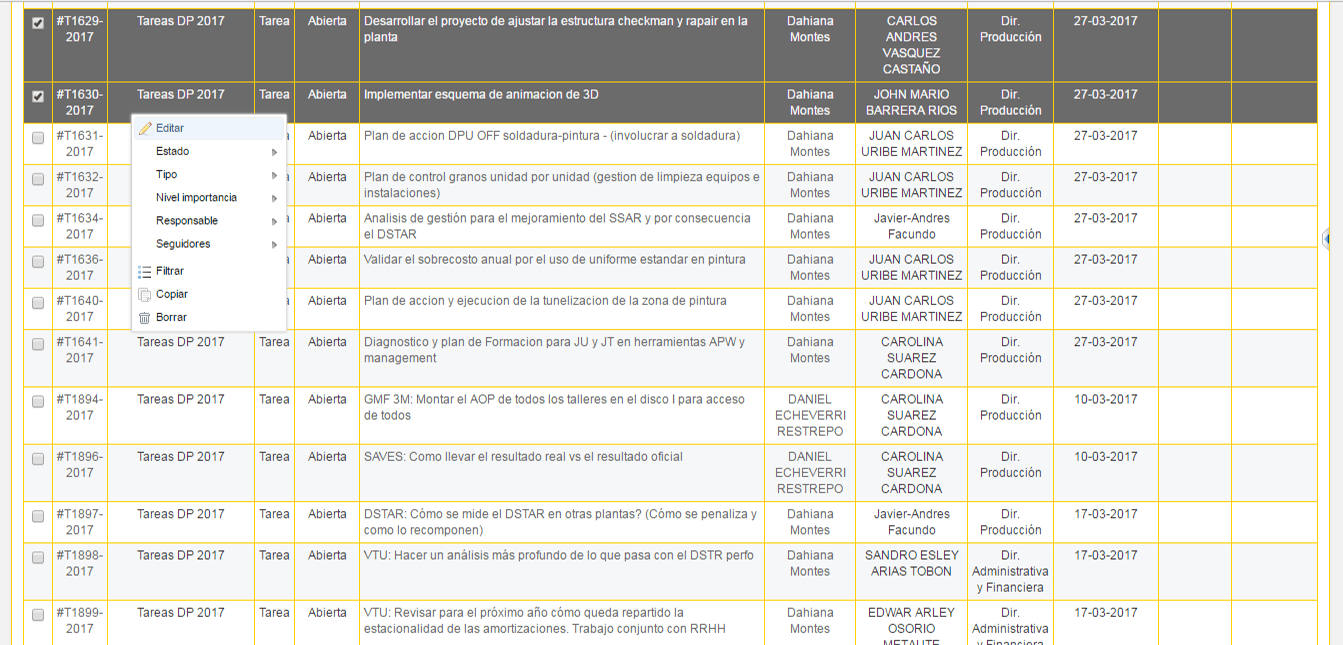 #T1629- Tareas DP 2017 Tarea Abierta Desarrollar el proyecto de ajustar la estructura checkman y rapair en la Dahiana CARLOS Dir. 27-03-2017
2017 planta Montes ANDRES Producción
VASQUEZ
CASTAÑO
#T1630- Tareas DP 2017 Tarea Abierta Implementar esquema de animacion de 3D Dahiana JOHN MARIO Dir. 27-03-2017
2017 Montes BARRERA RIOS Producción
Editar
Estado
Tipo
Nivel importancia
Responsable
Seguidores
Filtrar
Copiar
Borrar
#T1631- Abierta Plan de accion DPU OFF soldadura-pintura - (involucrar a soldadura) Dahiana JUAN CARLOS Dir. 27-03-2017
2017 Montes URIBE MARTINEZ Producción
#T1632- Abierta Plan de control granos unidad por unidad (gestion de limpieza equipos e Dahiana JUAN CARLOS Dir. 27-03-2017
2017 instalaciones) Montes URIBE MARTINEZ Producción
#T1634- Abierta Analisis de gestión para el mejoramiento del SSAR y por consecuencia Dahiana Javier-Andres Dir. 27-03-2017
2017 el DSTAR Montes Facundo Producción
#T1636- Abierta Validar el sobrecosto anual por el uso de uniforme estandar en pintura Dahiana JUAN CARLOS Dir. 27-03-2017
2017 Montes URIBE MARTINEZ Producción
#T1640- Abierta Plan de accion y ejecucion de la tunelizacion de la zona de pintura Dahiana JUAN CARLOS Dir. 27-03-2017
2017 Montes URIBE MARTINEZ Producción
#T1641- Tareas DP 2017 Tarea Abierta Diagnostico y plan de Formacion para JU y JT en herramientas APW y Dahiana CAROLINA Dir. 27-03-2017
2017 management Montes SUAREZ Producción
CARDONA
#T1894- Tareas DP 2017 Tarea Abierta GMF 3M: Montar el AOP de todos los talleres en el disco I para acceso DANIEL CAROLINA Dir. 10-03-2017
2017 de todos ECHEVERRI SUAREZ Producción
RESTREPO CARDONA
#T1896- Tareas DP 2017 Tarea Abierta SAVES: Como llevar el resultado real vs el resultado oficial DANIEL CAROLINA Dir. 10-03-2017
2017 ECHEVERRI SUAREZ Producción
RESTREPO CARDONA
#T1897- Tareas DP 2017 Tarea Abierta DSTAR: Cómo se mide el DSTAR en otras plantas? (Cómo se penaliza y Dahiana Javier-Andres Dir. 17-03-2017
2017 como lo recomponen) Montes Facundo Producción
#T1898- Tareas DP 2017 Tarea Abierta VTU: Hacer un análisis más profundo de lo que pasa con el DSTR perfo Dahiana SANDRO ESLEY Dir. 17-03-2017
2017 Montes ARIAS TOBON Administrativa
y Financiera
#T1899- Tareas DP 2017 Tarea Abierta VTU: Revisar para el próximo año cómo queda repartido la Dahiana EDWAR ARLEY Dir. 17-03-2017
2017 estacionalidad de las amortizaciones. Trabajo conjunto con RRHH Montes OSORIO Administrativa
METAUTE y Financiera